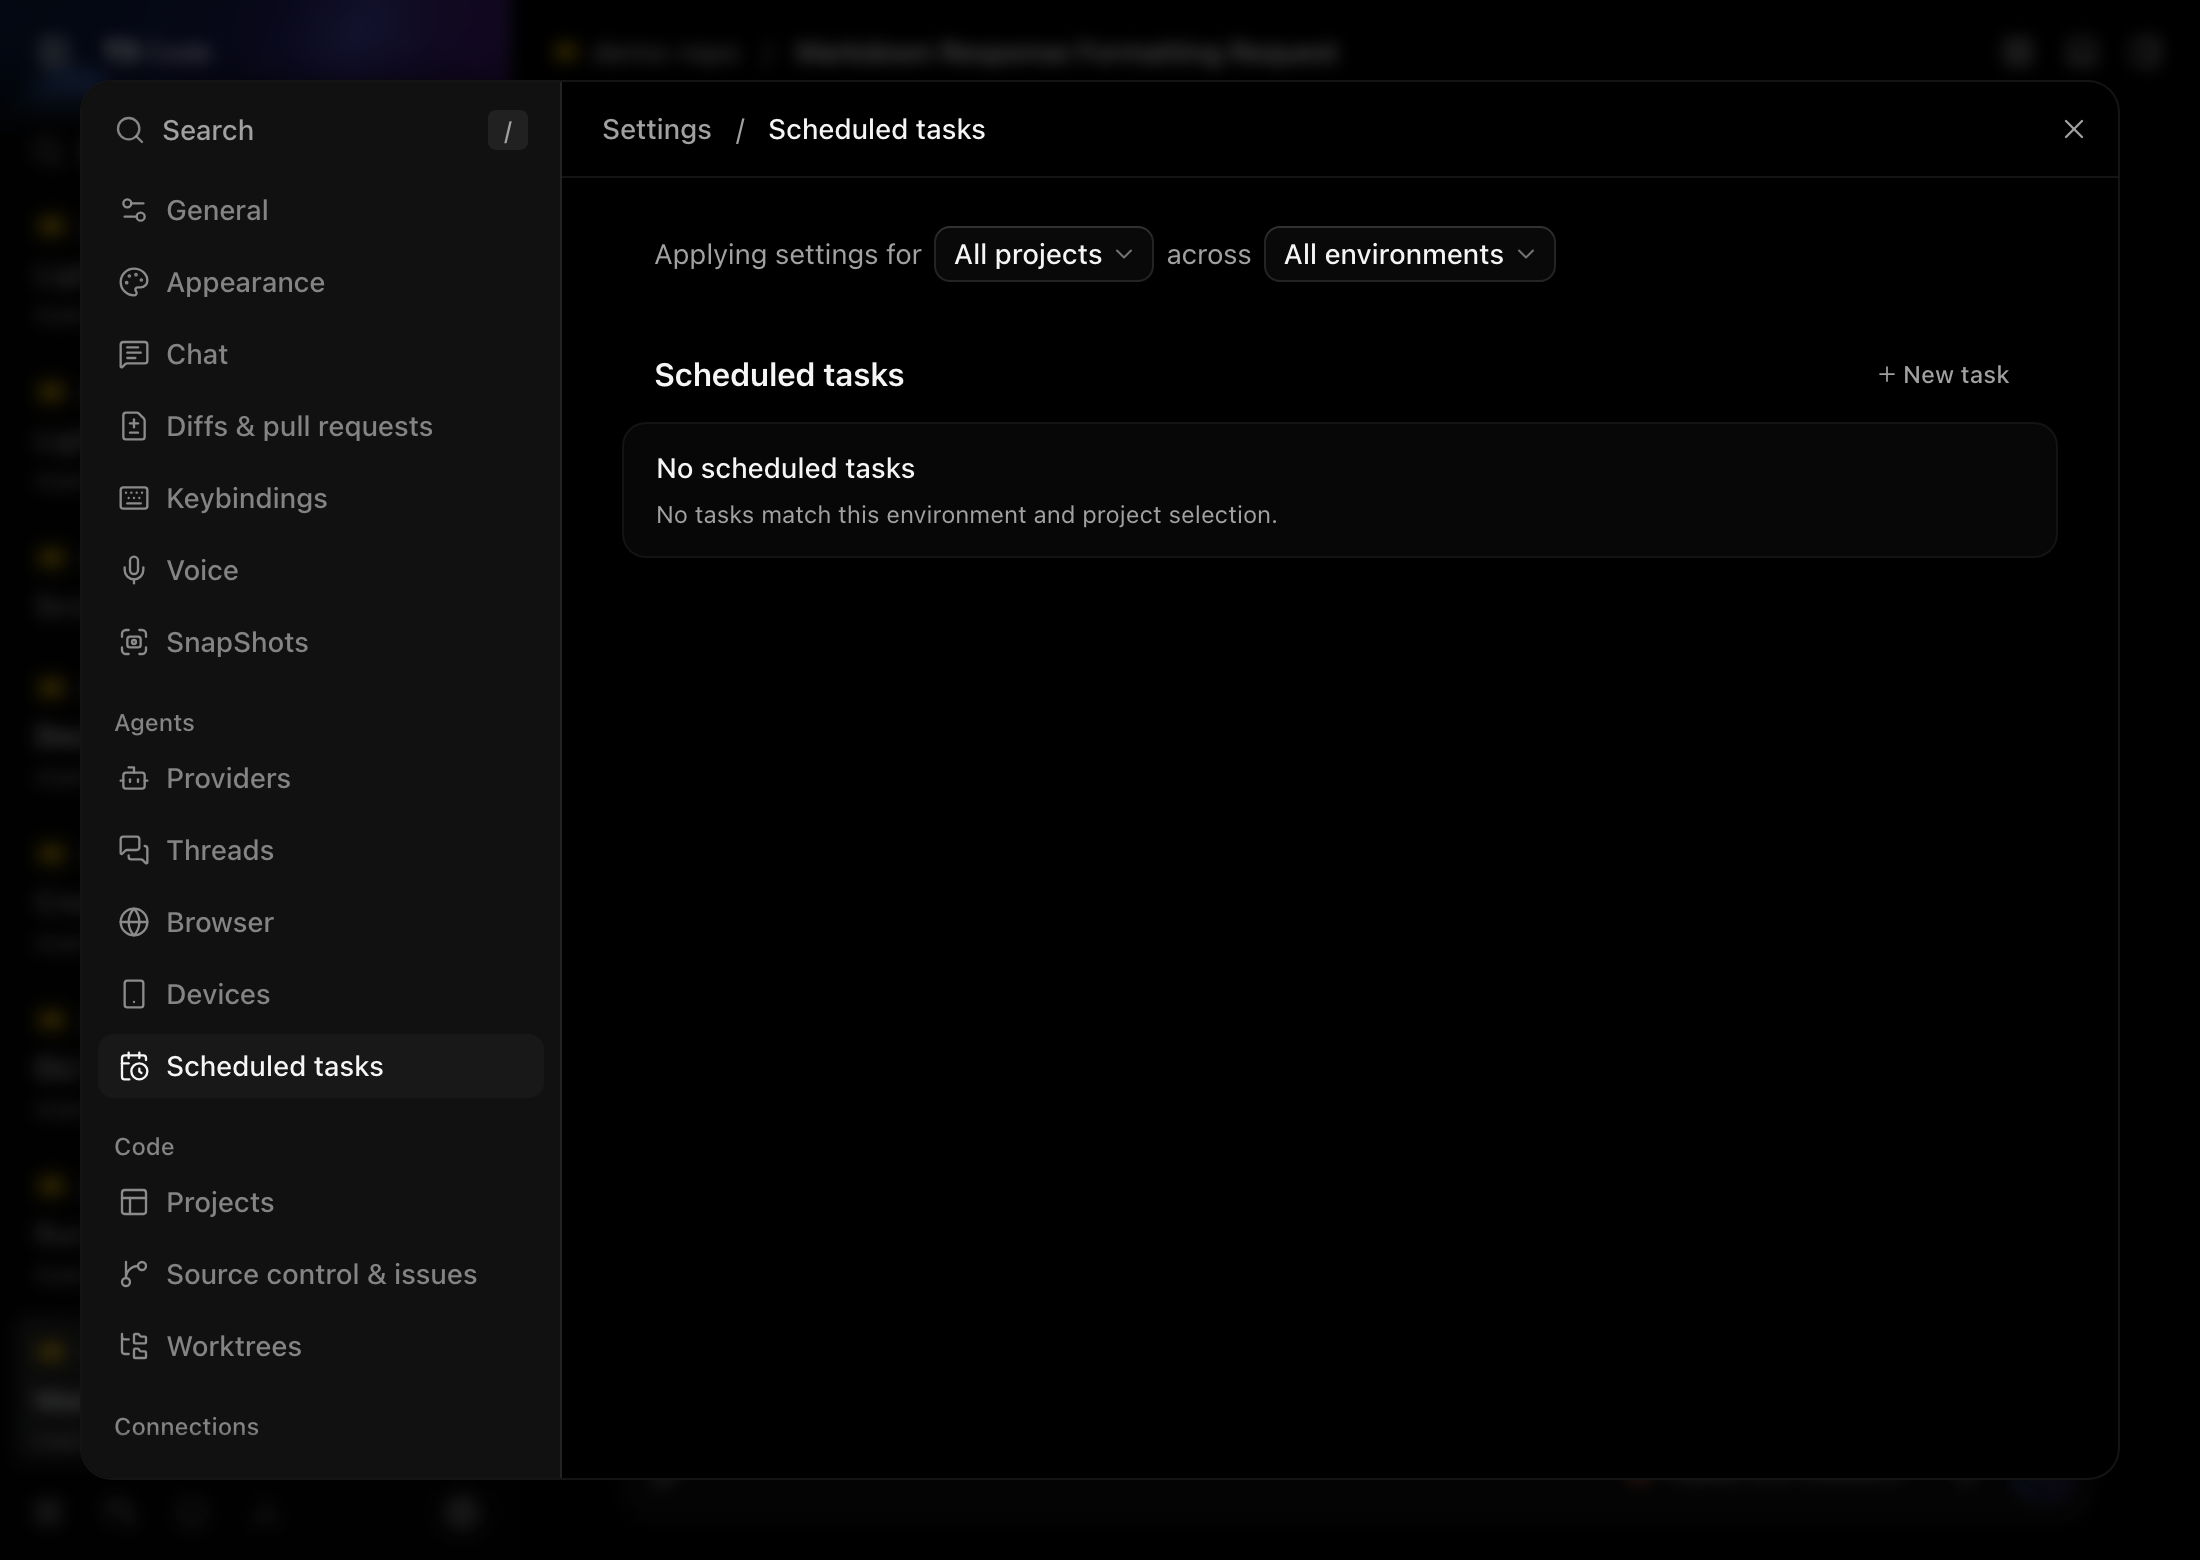 Search /
General
Appearance
Chat
Diffs & pull requests
Keybindings
Voice
SnapShots
Agents
Providers
Threads
Browser
Devices
Scheduled tasks
Code
Projects
Source control & issues
Worktrees
Connections
Settings / Scheduled tasks
Applying settings for All projects across All environments
Scheduled tasks
+ New task
No scheduled tasks
No tasks match this environment and project selection.